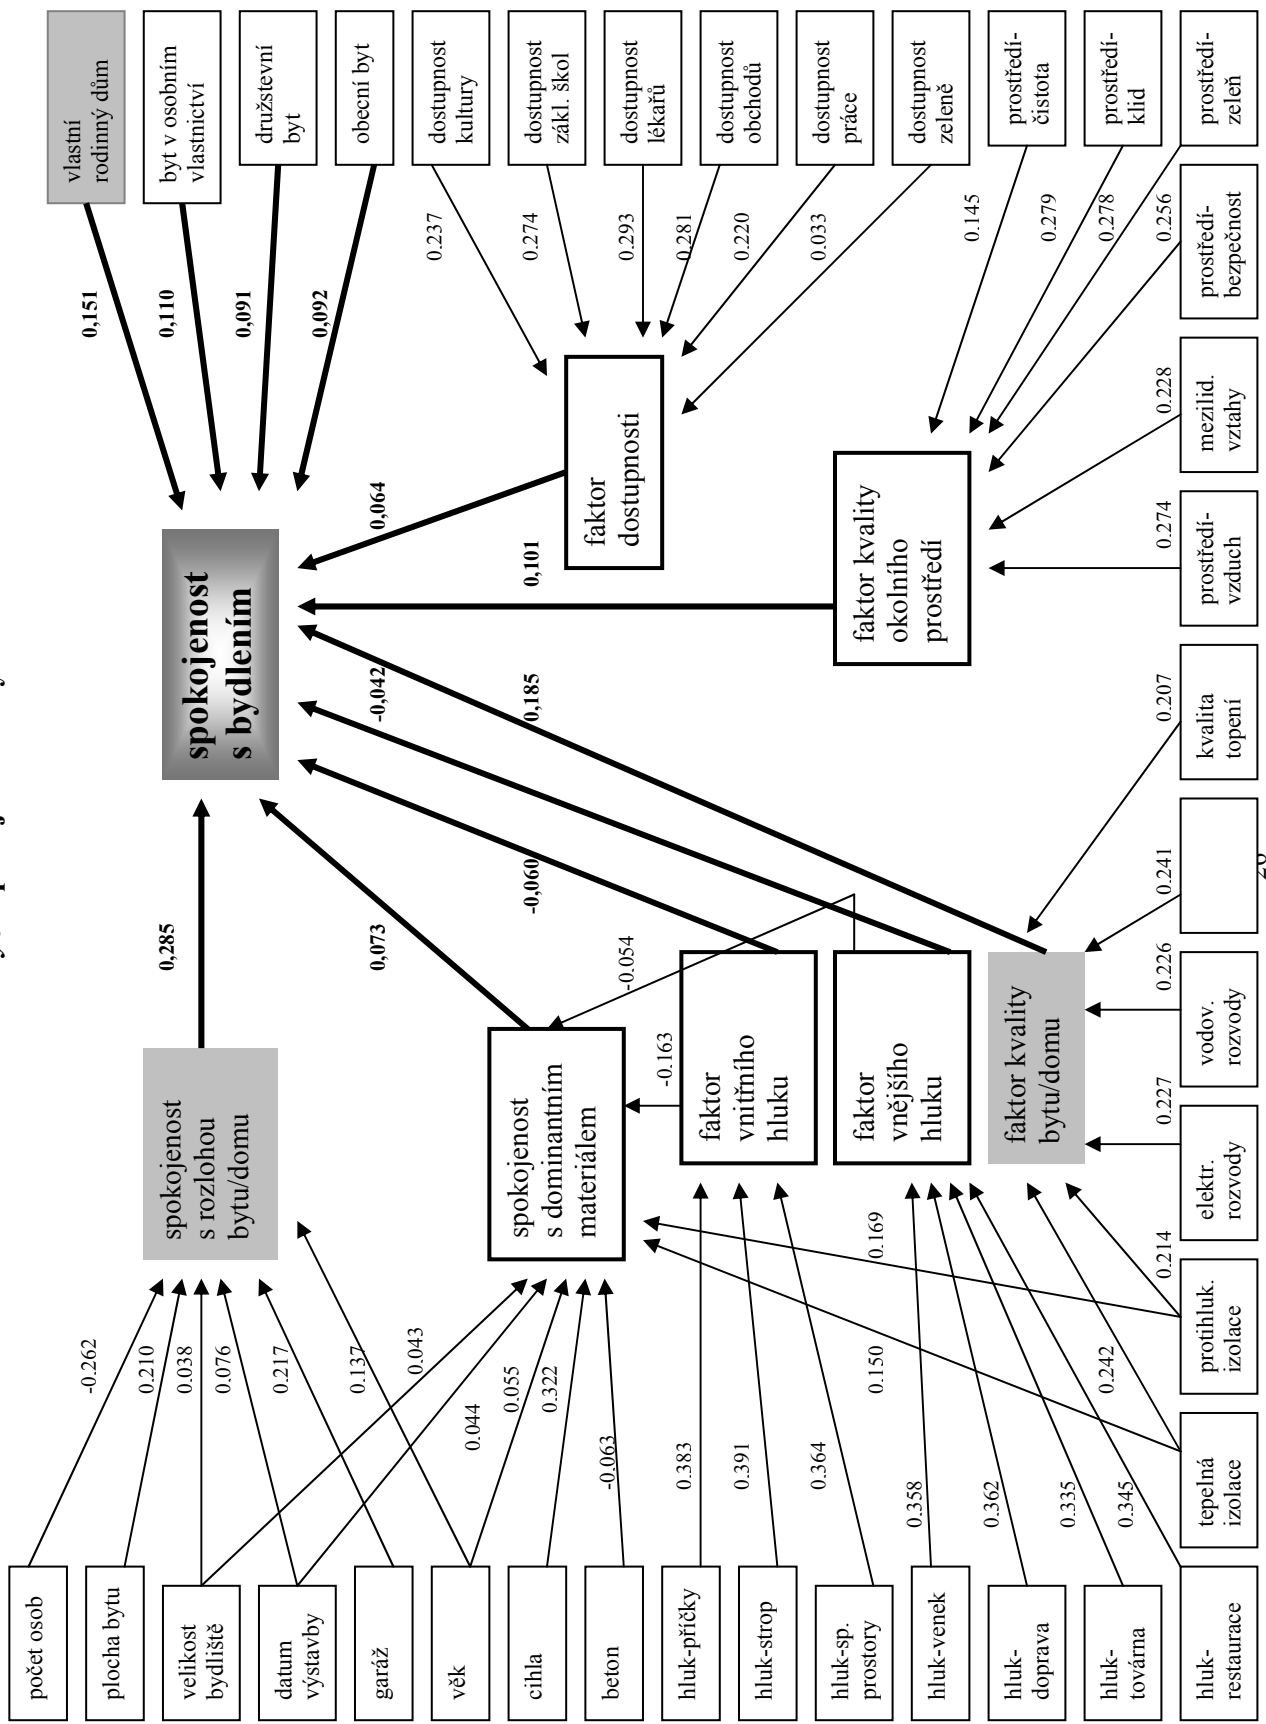 počet osob
plocha bytu
velikost
bydliště
datum
výstavby
garáž
věk
cihla
beton
hluk-příčky
hluk-strop
hluk-sp.
prostory
hluk-venek
hluk-
doprava
hluk-
továrna
hluk-
restaurace
-0.262
0.210
0.038
0.076
0.217
0.137
0.043
0.044
0.055
0.322
-0.063
0.383
0.391
0.364
0.358
0.362
0.335
0.345
0.150
0.169
0.242
0.214
spokojenost
s rozlohou
bytu/domu
spokojenost
s dominantním
materiálem
faktor
vnitřního
hluku
faktor
vnějšího
hluku
faktor kvality
bytu/domu
-0.163
-0.054
0,285
0,073
-0,060
-0,042
0,185
0,101
0,064
spokojenost
s bydlením
faktor
dostupnosti
faktor kvality
okolního
prostředí
0,151
0,110
0,091
0,092
0.237
0.274
0.293
0.281
0.220
0.033
0.145
0.279
0.278
0.256
0.228
0.274
0.207
0.241
0.226
0.227
vlastní
rodinný dům
byt v osobním
vlastnictví
družstevní
byt
obecní byt
dostupnost
kultury
dostupnost
zákl. škol
dostupnost
lékařů
dostupnost
obchodů
dostupnost
práce
dostupnost
zeleně
prostředí-
čistota
prostředí-
klid
prostředí-
zeleň
tepelná
izolace
protihluk.
izolace
elektr.
rozvody
vodov.
rozvody
kvalita
topení
prostředí-
vzduch
mezilid.
vztahy
prostředí-
bezpečnost